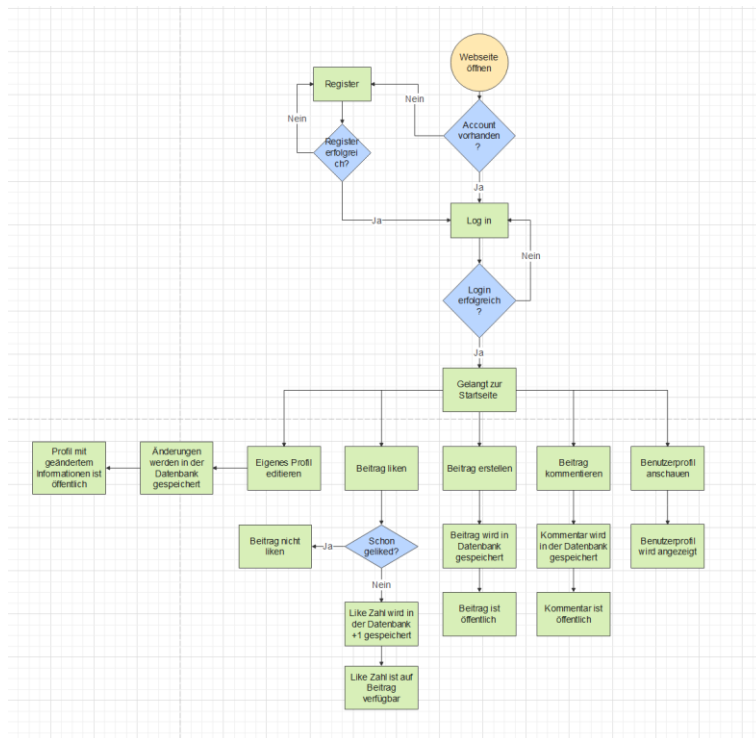 Webseite
öffnen
Register
Nein
Nein
Account
vorhanden
?
Register
erfolgrei
ch?
Ja
Ja
Log in
Nein
Login
erfolgreich
?
Ja
Gelangt zur
Startseite
Profil mit
geändertem
Informationen ist
öffentlich
Änderungen
werden in der
Datenbank
gespeichert
Eigenes Profil
editieren
Beitrag liken
Beitrag erstellen
Beitrag
kommentieren
Benutzerprofil
anschauen
Beitrag nicht
liken
Ja
Schon
geliked?
Beitrag wird in
Datenbank
gespeichert
Kommentar wird
in der Datenbank
gespeichert
Benutzerprofil
wird angezeigt
Nein
Like Zahl wird in
der Datenbank
+1 gespeichert
Beitrag ist
öffentlich
Kommentar ist
öffentlich
Like Zahl ist auf
Beitrag
verfügbar